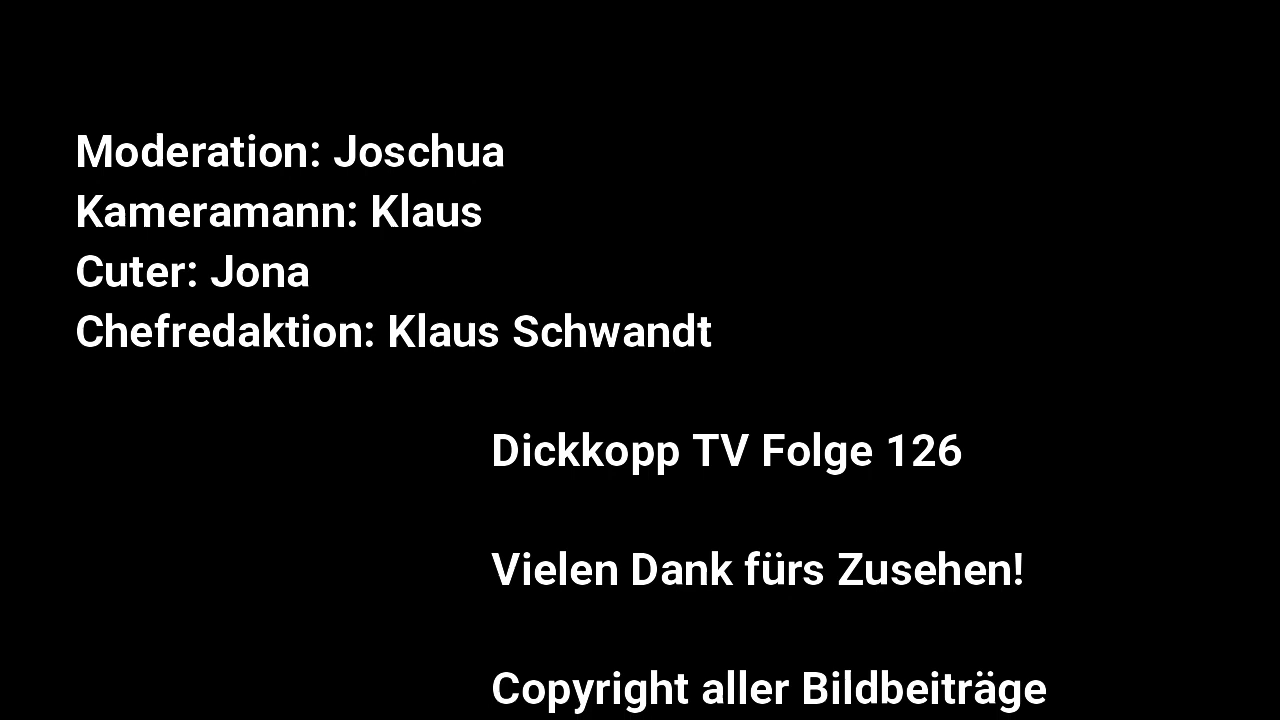 Moderation: Joschua
Kameramann: Klaus
Cuter: Jona
Chefredaktion: Klaus Schwandt
Dickkopp TV Folge 126
Vielen Dank fürs Zusehen!
Copyright aller Bildbeiträge